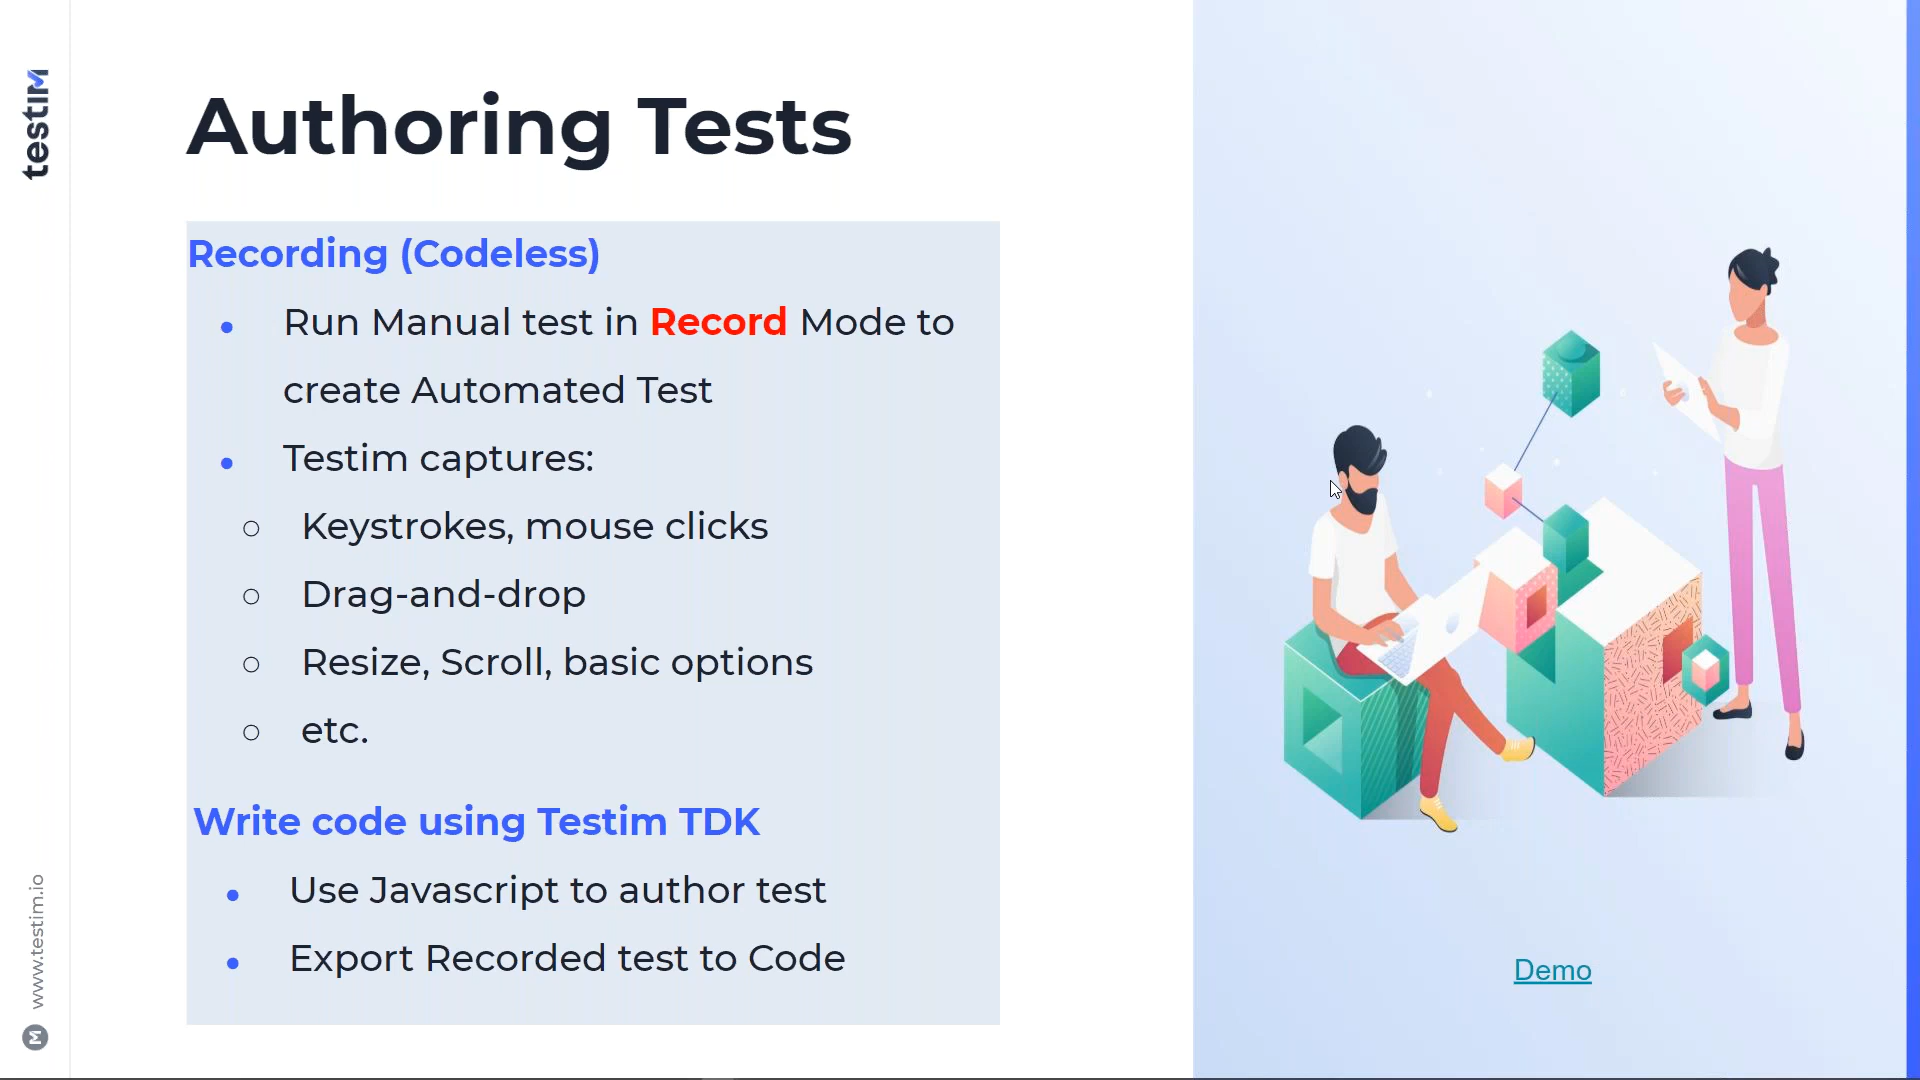 testim
Authoring Tests
Recording (Codeless)
• Run Manual test in Record Mode to
create Automated Test
• Testim captures:
○ Keystrokes, mouse clicks
○ Drag-and-drop
○ Resize, Scroll, basic options
○ etc.
Write code using Testim TDK
• Use Javascript to author test
• Export Recorded test to Code
Demo
www.testim.io
M